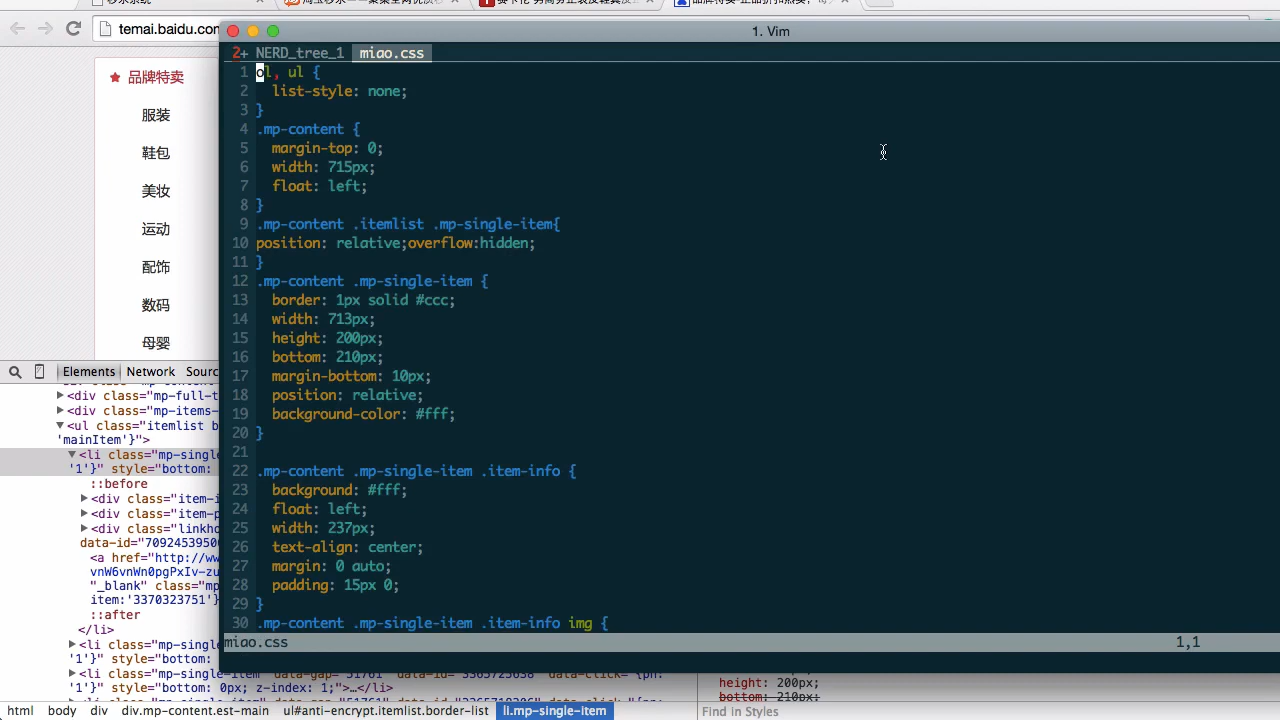 temai.baidu.com
1. Vim
2+ NERD_tree_1 miao.css
品牌特卖
服装
鞋包
美妆
运动
配饰
数码
母婴
1 ol, ul {
2 list-style: none;
3 }
4 .mp-content {
5 margin-top: 0;
6 width: 715px;
7 float: left;
8 }
9 .mp-content .itemlist .mp-single-item{
10 position: relative;overflow:hidden;
11 }
12 .mp-content .mp-single-item {
13 border: 1px solid #ccc;
14 width: 713px;
15 height: 200px;
16 bottom: 210px;
17 margin-bottom: 10px;
18 position: relative;
19 background-color: #fff;
20 }
21
22 .mp-content .mp-single-item .item-info {
23 background: #fff;
24 float: left;
25 width: 237px;
26 text-align: center;
27 margin: 0 auto;
28 padding: 15px 0;
29 }
30 .mp-content .mp-single-item .item-info img {
miao.css 1,1
Elements Network Sourc
<div class="mp-full-t
<div class="mp-items-
<ul class="itemlist b
'mainItem'}">
<li class="mp-singl
'1'}" style="bottom:
::before
<div class="item-i
<div class="item-p
<div class="linkho
data-id="7092453950
<a href="http://ww
vnW6vnWn0pgPxIv-zu
"_blank" class="mp
item:'3370323751'}
::after
</li>
<li class="mp-singl
'1'}" style="bottom:
'1'}" style="bottom: 0px; z-index: 1;">…</li>
height: 200px;
bottom: 210px;
html body div div.mp-content.est-main ul#anti-encrypt.itemlist.border-list li.mp-single-item
Find in Styles